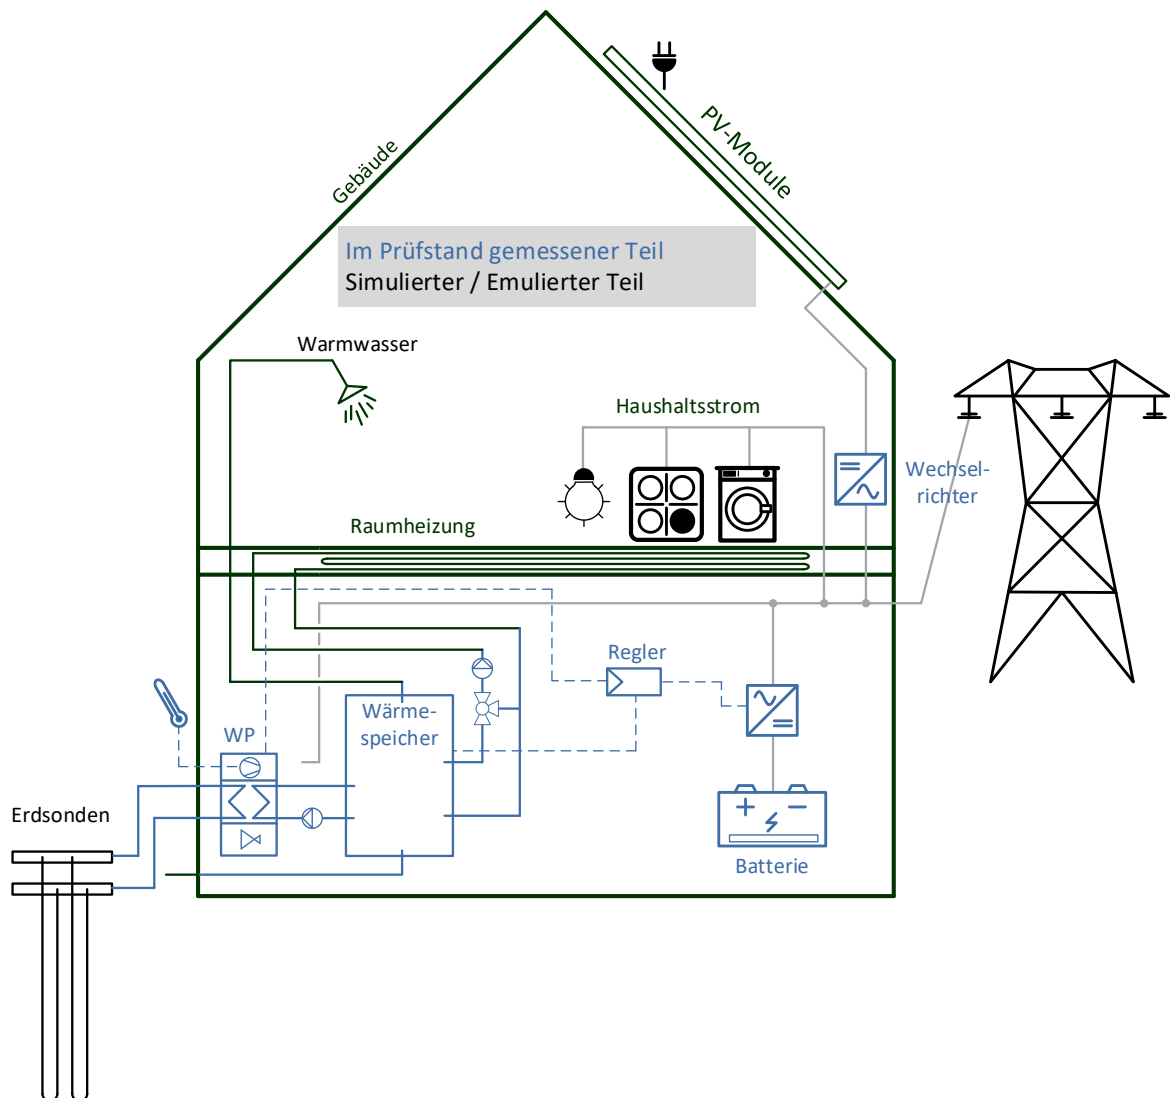 PV-Module
Gebäude
Im Prüfstand gemessener Teil
Simulierter / Emulierter Teil
Warmwasser
Haushaltsstrom
Wechsel-
richter
Raumheizung
Regler
Wärme-
speicher
WP
Erdsonden
Batterie